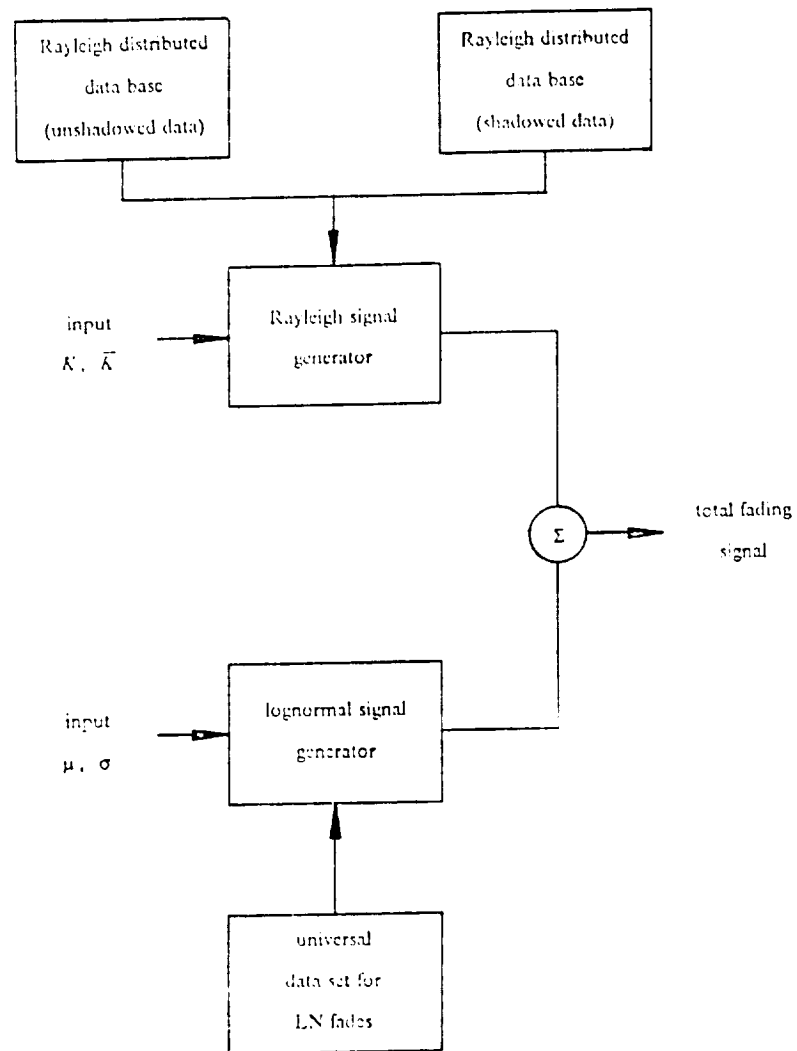 Rayleigh distributed
data base
(unshadowed data)
Rayleigh distributed
data base
(shadowed data)
input
K, K̅
Rayleigh signal
generator
Σ
total fading
signal
input
μ, σ
lognormal signal
generator
universal
data set for
LN fades